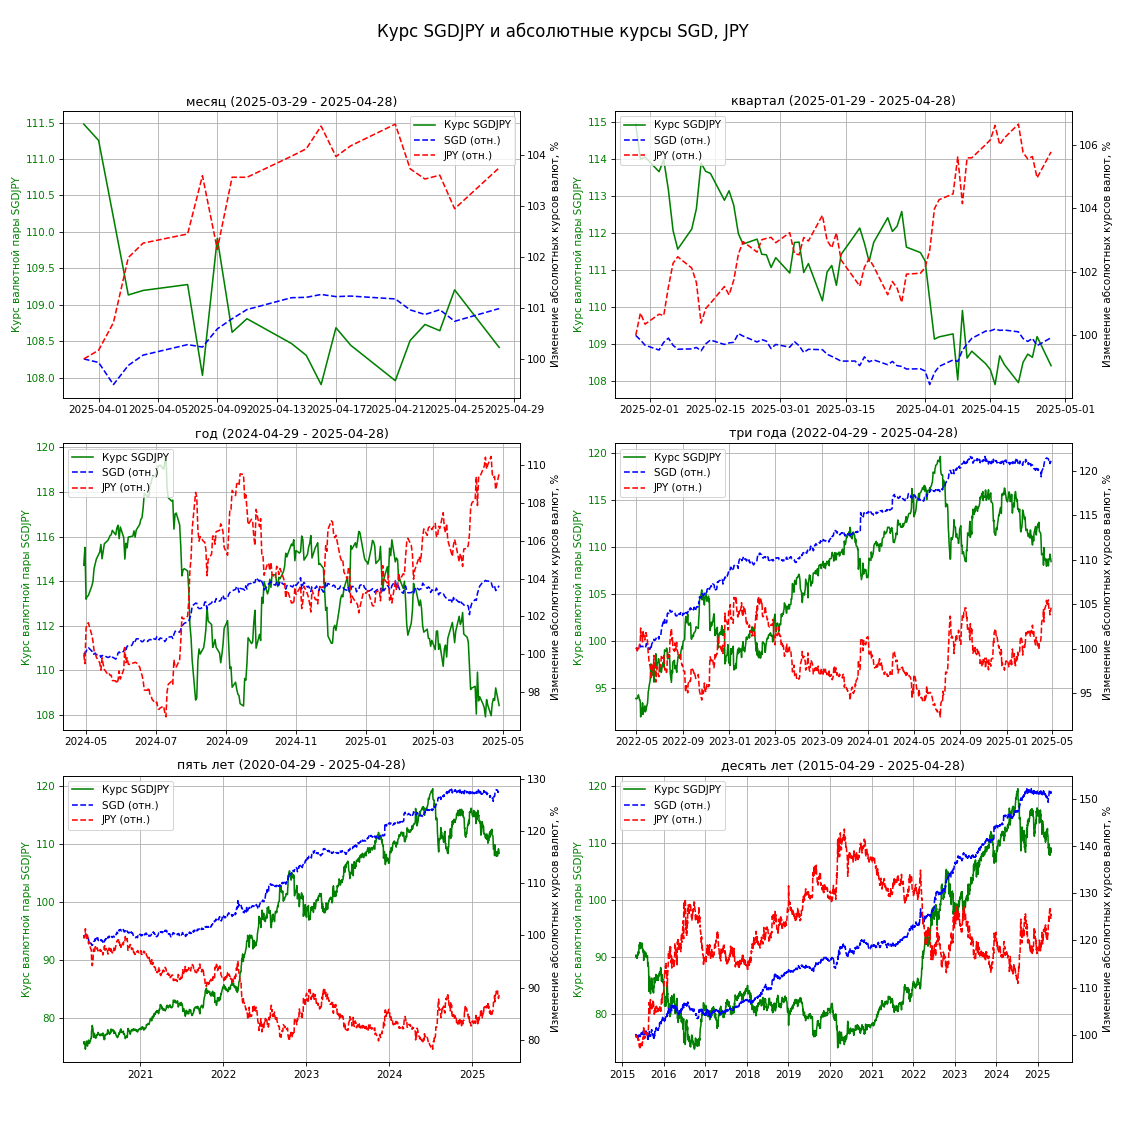 Курс SGDJPY и абсолютные курсы SGD, JPY
месяц (2025-03-29 - 2025-04-28)
Курс валютной пары SGDJPY
111.5
111.0
110.5
110.0
109.5
109.0
108.5
108.0
Курс SGDJPY
SGD (отн.)
JPY (отн.)
104
103
102
101
100
Изменение абсолютных курсов валют, %
2025-04-01 2025-04-05 2025-04-09 2025-04-13 2025-04-17 2025-04-21 2025-04-25 2025-04-29
квартал (2025-01-29 - 2025-04-28)
Курс валютной пары SGDJPY
115
114
113
112
111
110
109
108
Курс SGDJPY
SGD (отн.)
JPY (отн.)
106
104
102
100
Изменение абсолютных курсов валют, %
2025-02-01 2025-02-15 2025-03-01 2025-03-15 2025-04-01 2025-04-15 2025-05-01
год (2024-04-29 - 2025-04-28)
Курс валютной пары SGDJPY
120
118
116
114
112
110
108
Курс SGDJPY
SGD (отн.)
JPY (отн.)
110
108
106
104
102
100
98
Изменение абсолютных курсов валют, %
2024-05 2024-07 2024-09 2024-11 2025-01 2025-03 2025-05
три года (2022-04-29 - 2025-04-28)
Курс валютной пары SGDJPY
120
115
110
105
100
95
Курс SGDJPY
SGD (отн.)
JPY (отн.)
120
115
110
105
100
95
Изменение абсолютных курсов валют, %
2022-05 2022-09 2023-01 2023-05 2023-09 2024-01 2024-05 2024-09 2025-01 2025-05
пять лет (2020-04-29 - 2025-04-28)
Курс валютной пары SGDJPY
120
110
100
90
80
Курс SGDJPY
SGD (отн.)
JPY (отн.)
130
120
110
100
90
80
Изменение абсолютных курсов валют, %
2021 2022 2023 2024 2025
десять лет (2015-04-29 - 2025-04-28)
Курс валютной пары SGDJPY
120
110
100
90
80
Курс SGDJPY
SGD (отн.)
JPY (отн.)
150
140
130
120
110
100
Изменение абсолютных курсов валют, %
2015 2016 2017 2018 2019 2020 2021 2022 2023 2024 2025